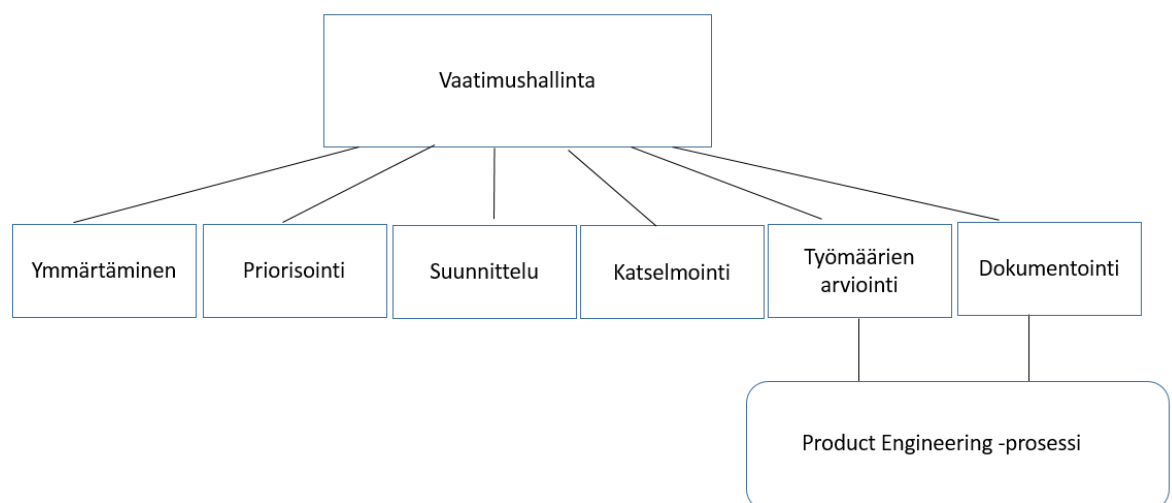 Vaatimushallinta
Ymmärtäminen
Priorisointi
Suunnittelu
Katselmointi
Työmäärien
arviointi
Dokumentointi
Product Engineering -prosessi